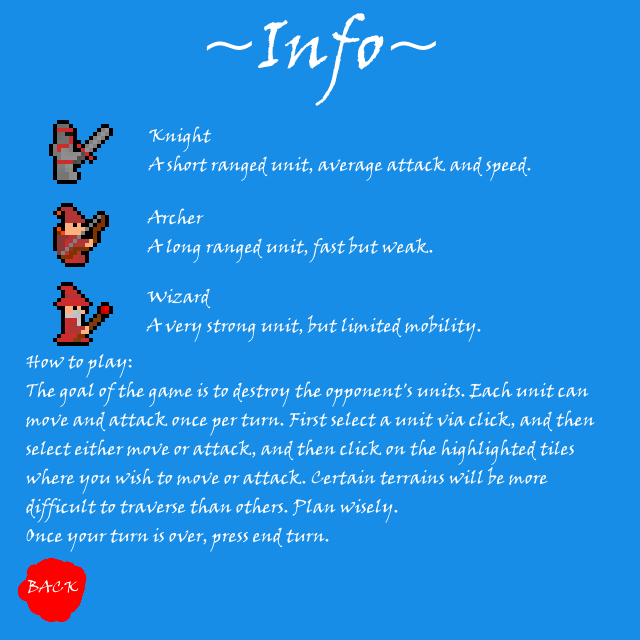 ~Info~
Knight
A short ranged unit, average attack and speed.
Archer
A long ranged unit, fast but weak.
Wizard
A very strong unit, but limited mobility.
How to play:
The goal of the game is to destroy the opponent's units. Each unit can
move and attack once per turn. First select a unit via click, and then
select either move or attack, and then click on the highlighted tiles
where you wish to move or attack. Certain terrains will be more
difficult to traverse than others. Plan wisely.
Once your turn is over, press end turn.
BACK